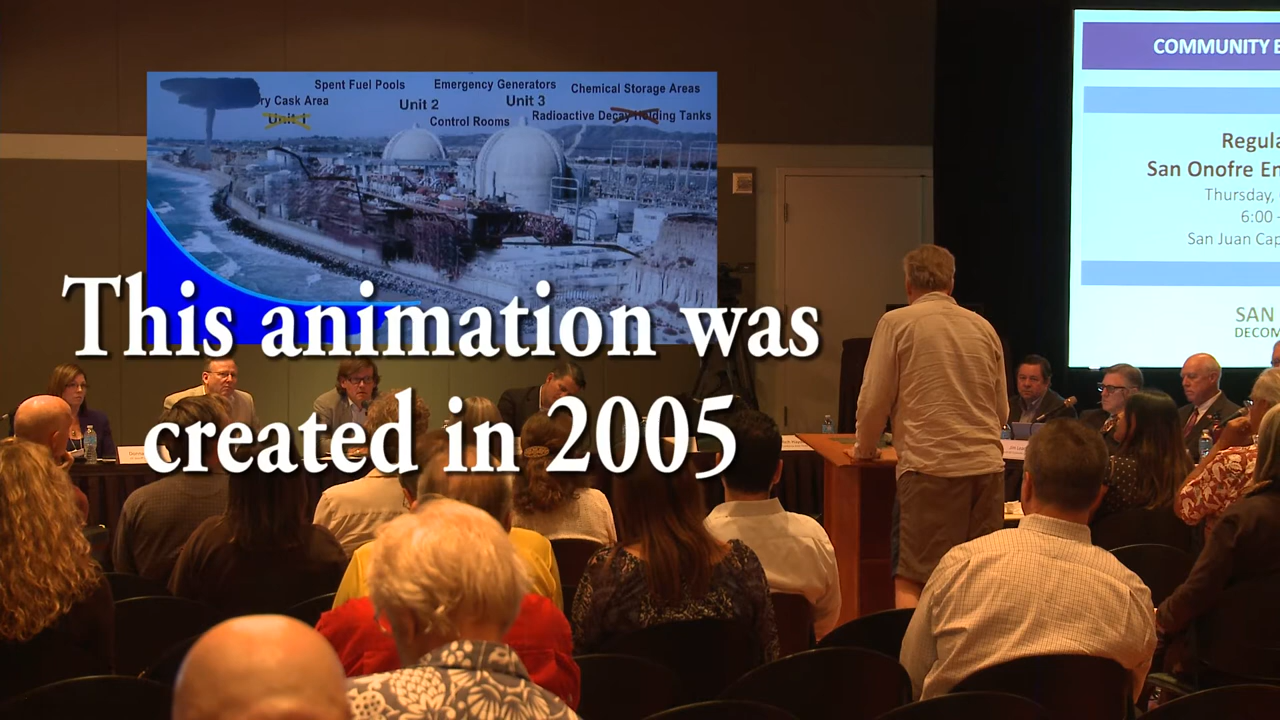 Spent Fuel Pools
Emergency Generators
Chemical Storage Areas
ry Cask Area
Unit 2
Unit 3
Unit 1
Control Rooms
Radioactive Decay Holding Tanks
This animation was
created in 2005
COMMUNITY E
Regula
San Onofre En
Thursday,
6:00
San Juan Cap
SAN
DECOM